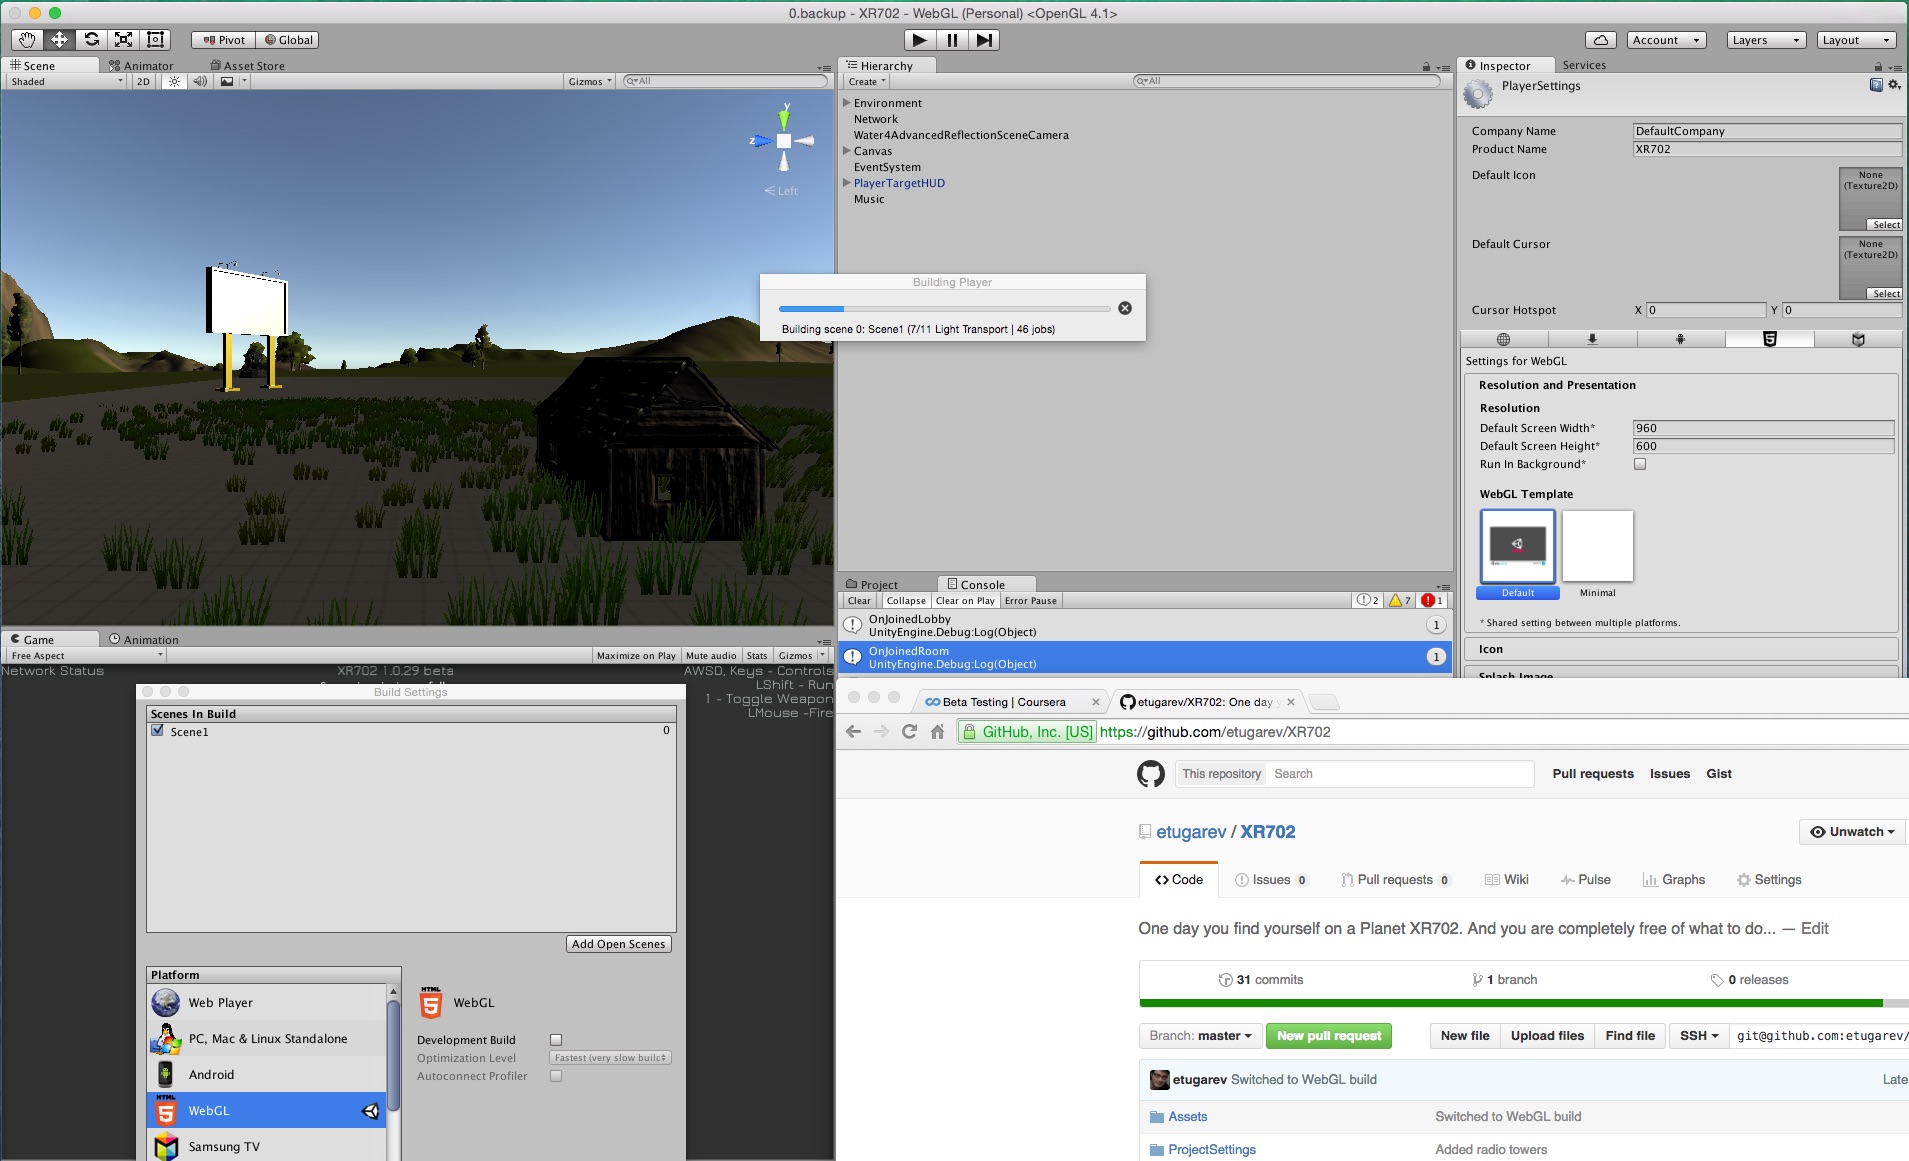 0.backup - XR702 - WebGL (Personal) <OpenGL 4.1>
Pivot Global
Account Layers Layout
Scene Animator Asset Store
Shaded 2D Gizmos All
y
z
Left
Hierarchy
Create All
Environment
Network
Water4AdvancedReflectionSceneCamera
Canvas
EventSystem
PlayerTargetHUD
Music
Building Player
Building scene 0: Scene1 (7/11 Light Transport | 46 jobs)
Inspector Services
PlayerSettings
Company Name DefaultCompany
Product Name XR702
Default Icon
None
(Texture2D)
Select
Default Cursor
None
(Texture2D)
Select
Cursor Hotspot X 0 Y 0
Settings for WebGL
Resolution and Presentation
Resolution
Default Screen Width* 960
Default Screen Height* 600
Run In Background*
WebGL Template
Default Minimal
* Shared setting between multiple platforms.
Icon
Splash Image
Project Console
Clear Collapse Clear on Play Error Pause 2 7 1
OnJoinedLobby
UnityEngine.Debug:Log(Object) 1
OnJoinedRoom
UnityEngine.Debug:Log(Object) 1
Game Animation
Free Aspect Maximize on Play Mute audio Stats Gizmos
Network Status XR702 1.0.29 beta AWSD, Keys - Controls
LShift - Run
1 - Toggle Weapon
LMouse -Fire
Build Settings
Scenes In Build
Scene1 0
Add Open Scenes
Platform
Web Player
PC, Mac & Linux Standalone
Android
HTML
5
WebGL
Samsung TV
HTML
5
WebGL
Development Build
Optimization Level Fastest (very slow build
Autoconnect Profiler
Beta Testing | Coursera etugarev/XR702: One day
GitHub, Inc. [US] https://github.com/etugarev/XR702
This repository Search Pull requests Issues Gist
etugarev / XR702 Unwatch
Code Issues 0 Pull requests 0 Wiki Pulse Graphs Settings
One day you find yourself on a Planet XR702. And you are completely free of what to do... — Edit
31 commits 1 branch 0 releases
Branch: master New pull request New file Upload files Find file SSH git@github.com:etugarev/
etugarev Switched to WebGL build Late
Assets Switched to WebGL build
ProjectSettings Added radio towers